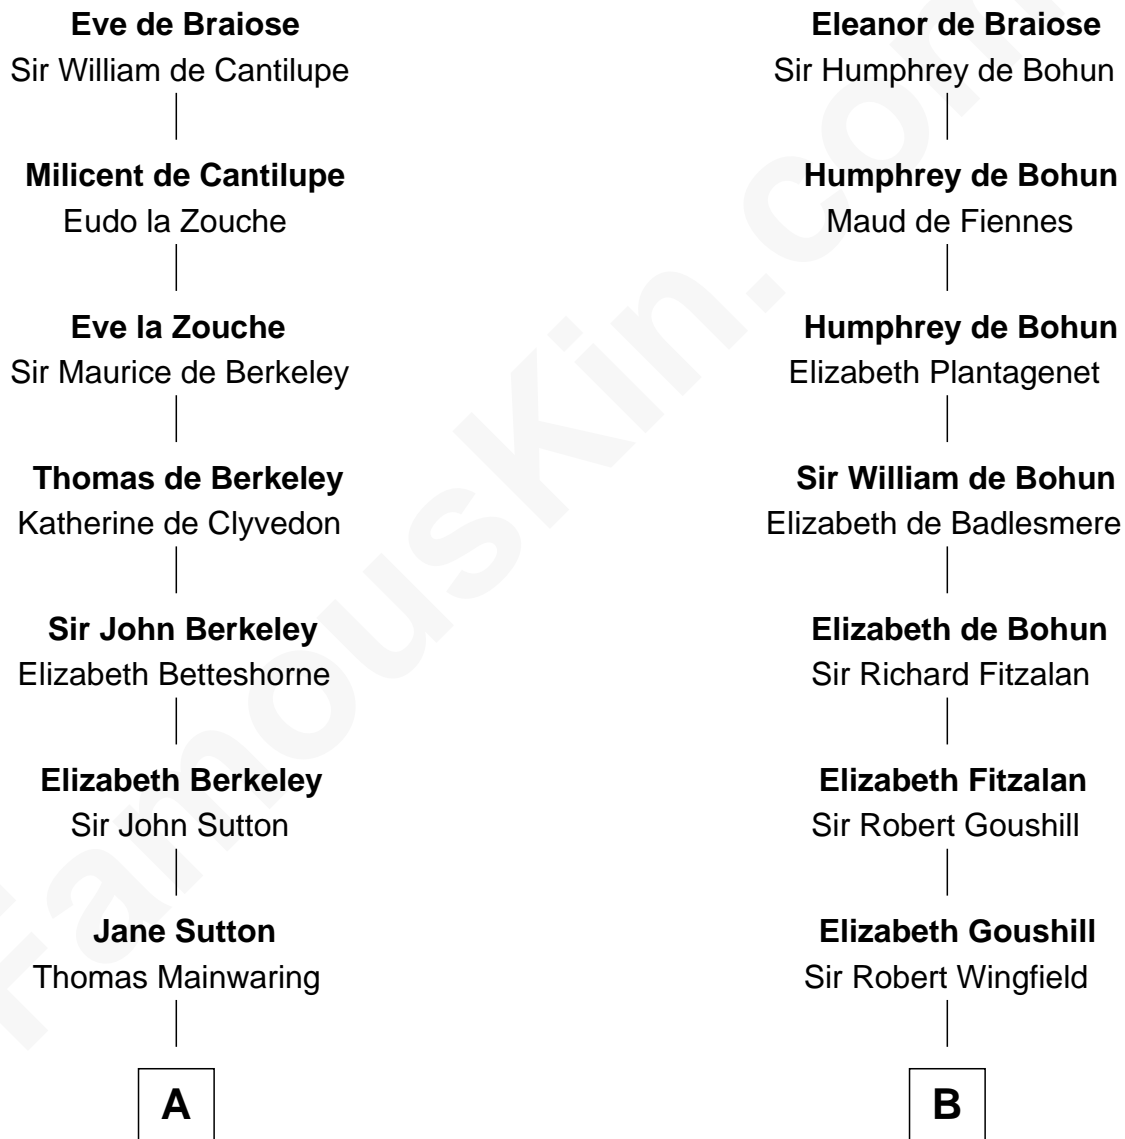 Eve de Braiose
Sir William de Cantilupe
Milicent de Cantilupe
Eudo la Zouche
Eve la Zouche
Sir Maurice de Berkeley
Thomas de Berkeley
Katherine de Clyvedon
Sir John Berkeley
Elizabeth Betteshorne
Elizabeth Berkeley
Sir John Sutton
Jane Sutton
Thomas Mainwaring
A
Eleanor de Braiose
Sir Humphrey de Bohun
Humphrey de Bohun
Maud de Fiennes
Humphrey de Bohun
Elizabeth Plantagenet
Sir William de Bohun
Elizabeth de Badlesmere
Elizabeth de Bohun
Sir Richard Fitzalan
Elizabeth Fitzalan
Sir Robert Goushill
Elizabeth Goushill
Sir Robert Wingfield
B
FamousKin.com